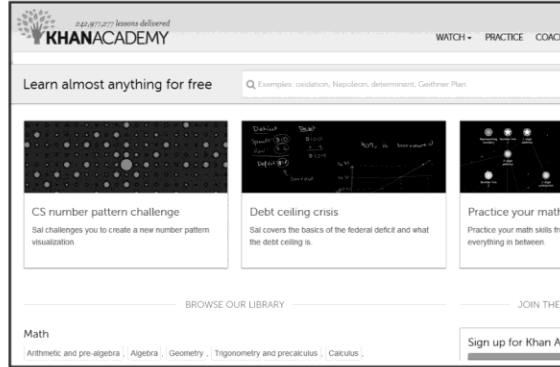 242,977,277 lessons delivered
KHANACADEMY
WATCH PRACTICE COACH
Learn almost anything for free
Examples: oxidation, Napoleon, determinant, Geithner Plan
Deficit Debt
CS number pattern challenge
Sal challenges you to create a new number pattern
visualization
Debt ceiling crisis
Sal covers the basics of the federal deficit and what
the debt ceiling is.
Practice your math
Practice your math skills
everything in between.
BROWSE OUR LIBRARY
JOIN THE
Math
Arithmetic and pre-algebra , Algebra , Geometry , Trigonometry and precalculus , Calculus ,
Sign up for Khan A